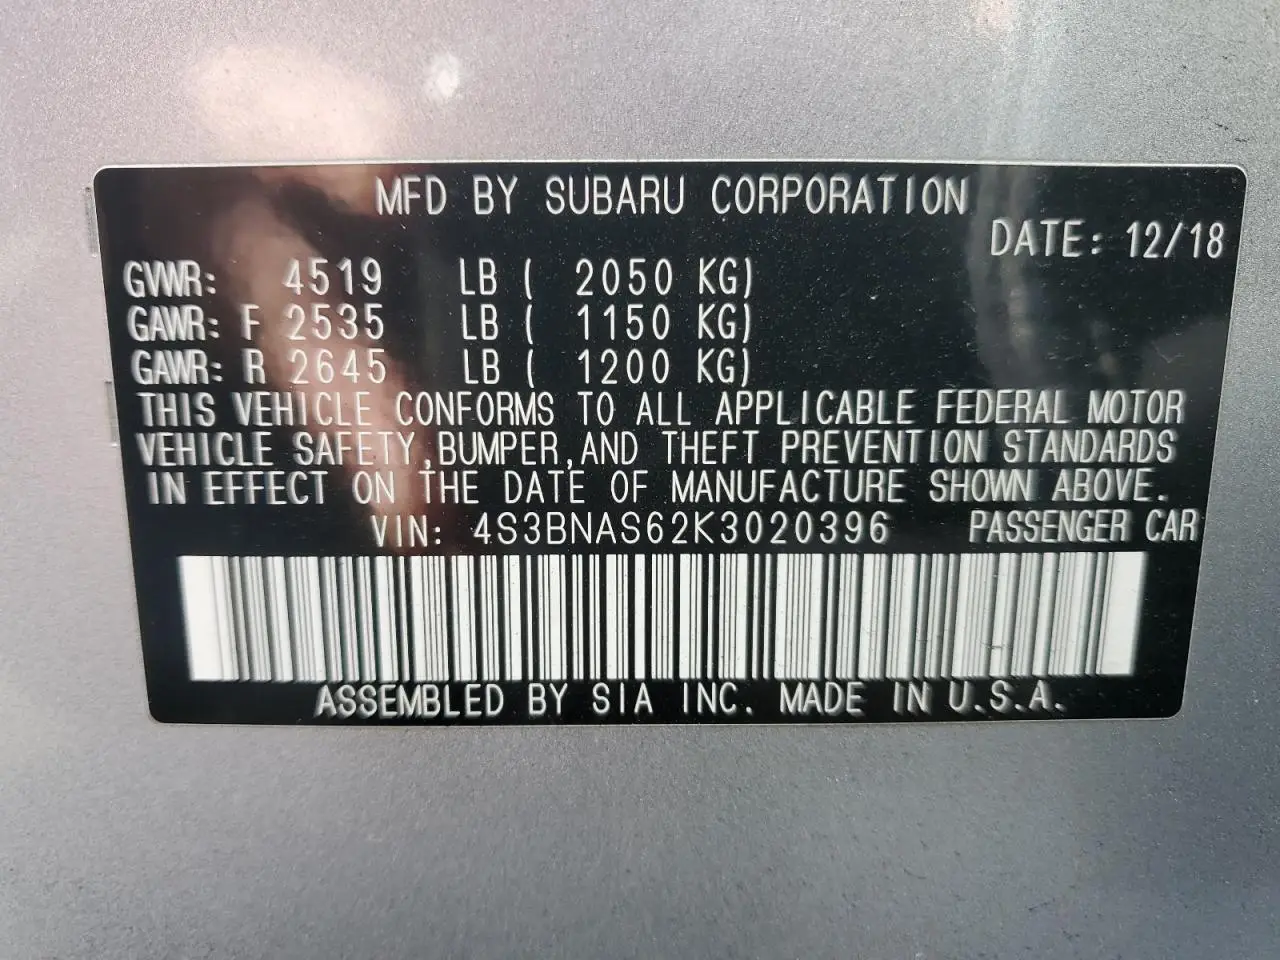 MFD BY SUBARU CORPORATION
DATE: 12/18
GVWR: 4519 LB ( 2050 KG)
GAWR: F 2535 LB ( 1150 KG)
GAWR: R 2645 LB ( 1200 KG)
THIS VEHICLE CONFORMS TO ALL APPLICABLE FEDERAL MOTOR
VEHICLE SAFETY,BUMPER,AND THEFT PREVENTION STANDARDS
IN EFFECT ON THE DATE OF MANUFACTURE SHOWN ABOVE.
VIN: 4S3BNAS62K3020396 PASSENGER CAR
ASSEMBLED BY SIA INC. MADE IN U.S.A.